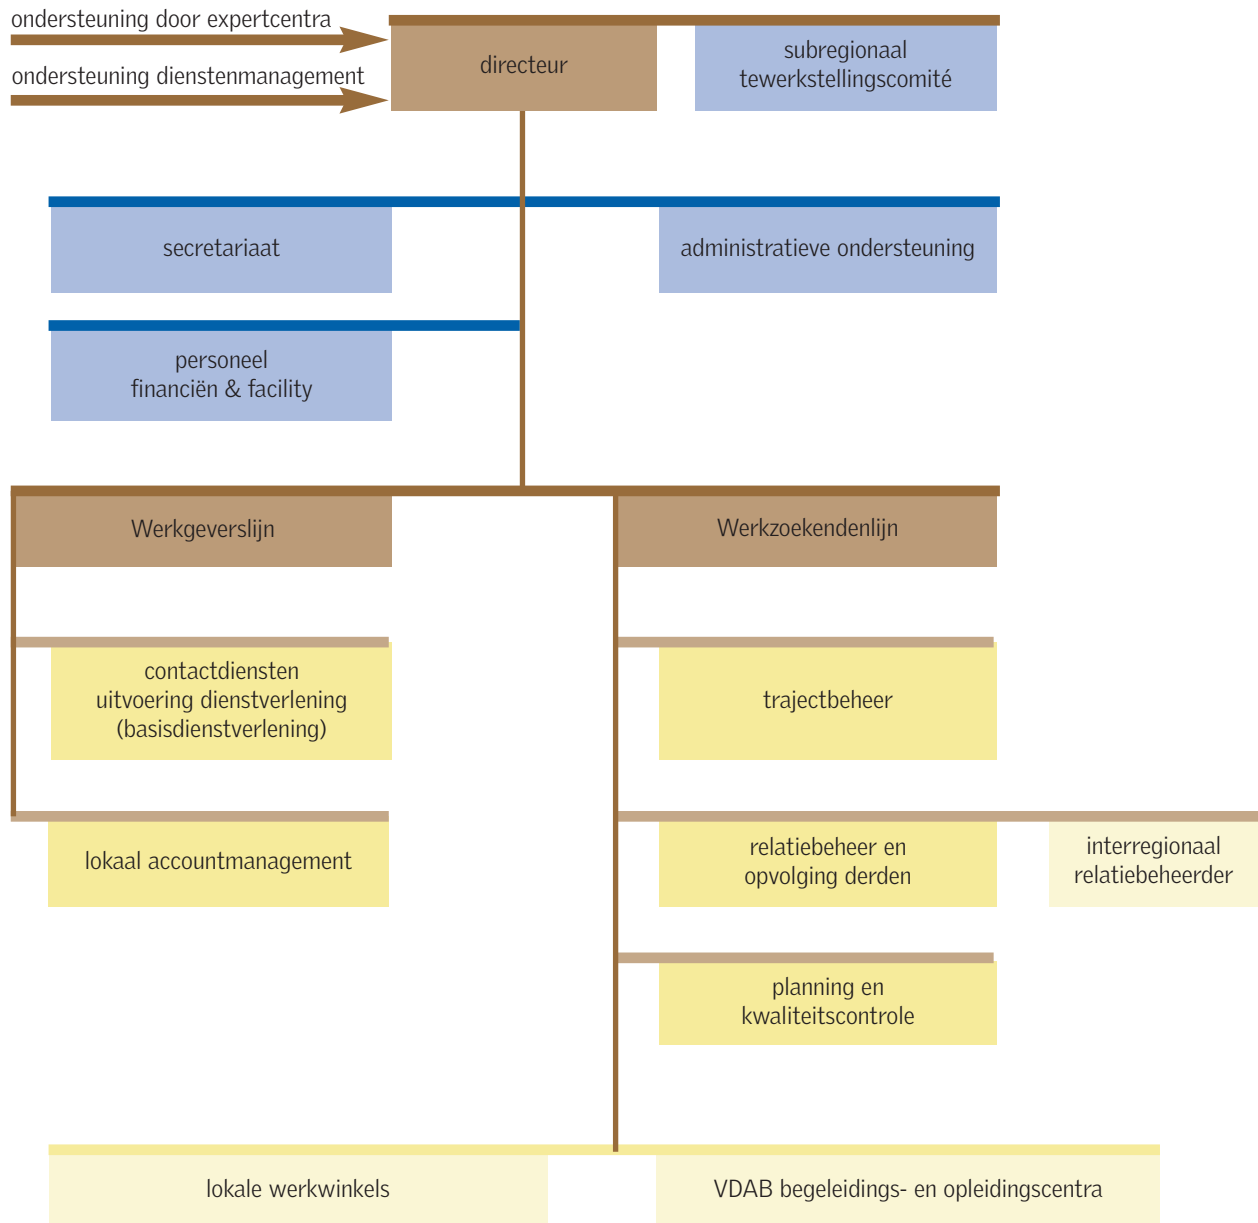 ondersteuning door expertcentra
ondersteuning dienstenmanagement
directeur
subregionaal
tewerkstellingscomité
secretariaat
administratieve ondersteuning
personeel
financiën & facility
Werkgeverslijn
Werkzoekendenlijn
contactdiensten
uitvoering dienstverlening
(basisdienstverlening)
trajectbeheer
lokaal accountmanagement
relatiebeheer en
opvolging derden
interregionaal
relatiebeheerder
planning en
kwaliteitscontrole
lokale werkwinkels
VDAB begeleidings- en opleidingscentra